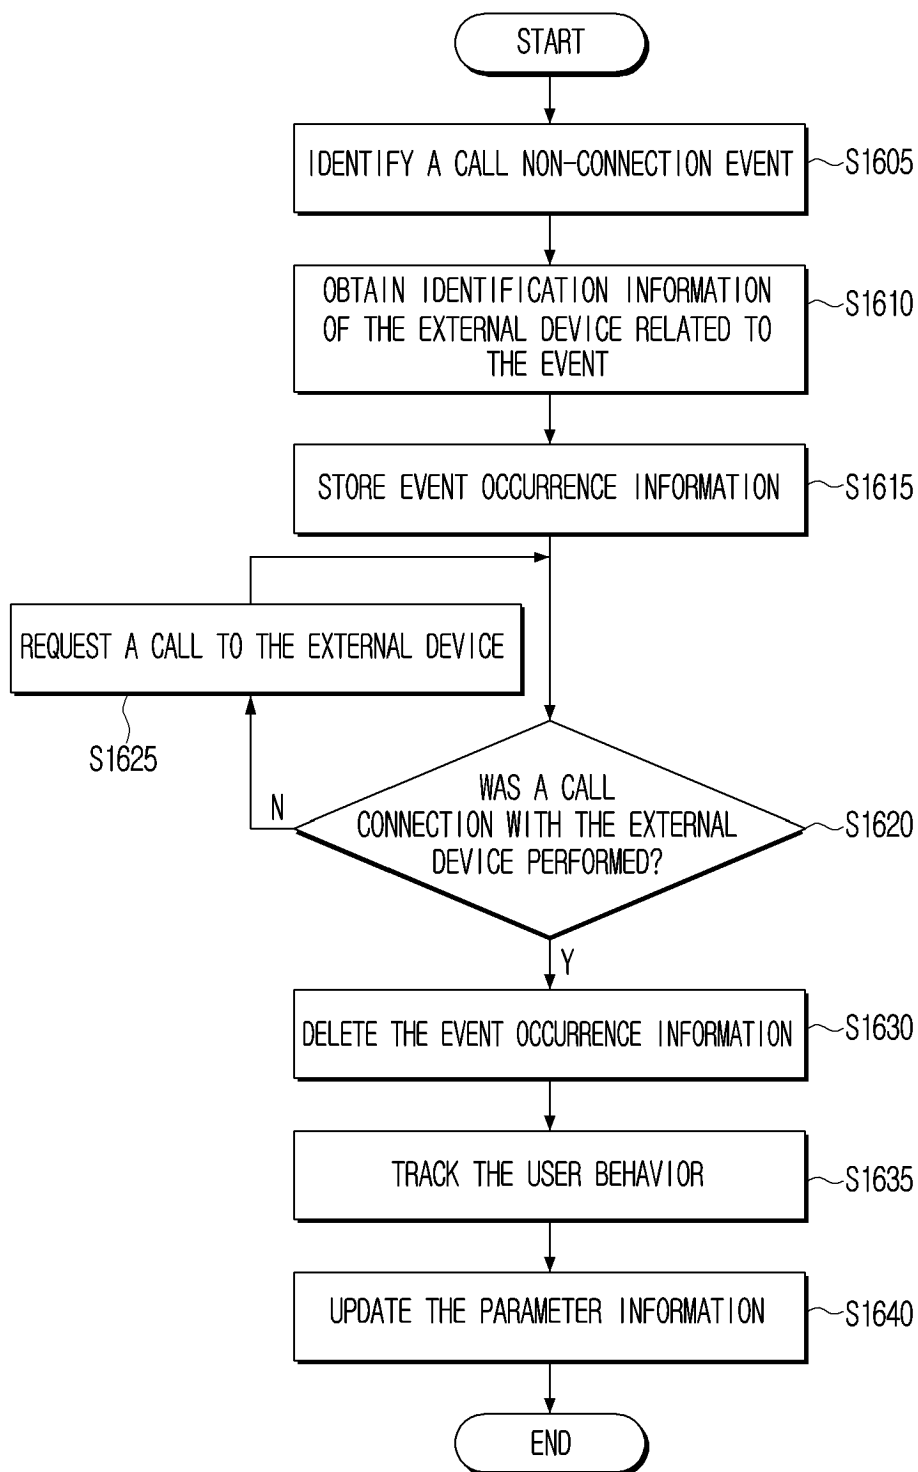 START
IDENTIFY A CALL NON-CONNECTION EVENT
S1605
OBTAIN IDENTIFICATION INFORMATION
OF THE EXTERNAL DEVICE RELATED TO
THE EVENT
S1610
STORE EVENT OCCURRENCE INFORMATION
S1615
REQUEST A CALL TO THE EXTERNAL DEVICE
S1625
N
WAS A CALL
CONNECTION WITH THE EXTERNAL
DEVICE PERFORMED?
S1620
Y
DELETE THE EVENT OCCURRENCE INFORMATION
S1630
TRACK THE USER BEHAVIOR
S1635
UPDATE THE PARAMETER INFORMATION
S1640
END